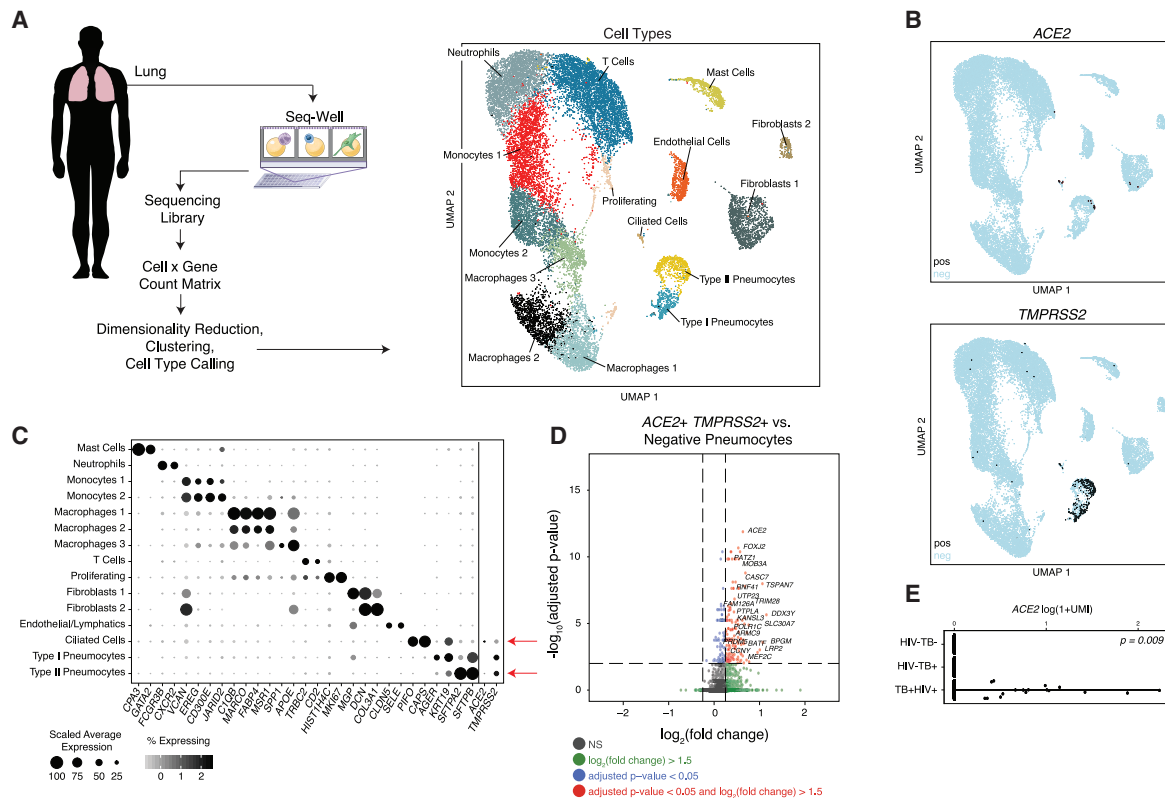 A
Lung
Seq-Well
Sequencing
Library
Cell x Gene
Count Matrix
Dimensionality Reduction,
Clustering,
Cell Type Calling
Cell Types
Neutrophils
T Cells
Mast Cells
Fibroblasts 2
Endothelial Cells
Monocytes 1
Fibroblasts 1
Proliferating
Ciliated Cells
Monocytes 2
Macrophages 3
Type II Pneumocytes
Type I Pneumocytes
Macrophages 2
Macrophages 1
UMAP 2
UMAP 1
B
ACE2
UMAP 2
pos
neg
UMAP 1
TMPRSS2
UMAP 2
pos
neg
UMAP 1
C
Mast Cells
Neutrophils
Monocytes 1
Monocytes 2
Macrophages 1
Macrophages 2
Macrophages 3
T Cells
Proliferating
Fibroblasts 1
Fibroblasts 2
Endothelial/Lymphatics
Ciliated Cells
Type I Pneumocytes
Type II Pneumocytes
CPA3
GATA2
FCGR3B
CXCR2
VCAN
EREG
CD300E
JARID2
C1QB
MARCO
FABP4
MSR1
SPP1
APOE
TRBC2
CD2
HIST1H4C
MKI67
MGP
DCN
COL3A1
CLDN5
SELE
PIFO
CAPS
AGER
KRT19
SFTPA2
SFTPB
ACE2
TMPRSS2
Scaled Average
Expression
100 75 50 25
% Expressing
0 1 2
D
ACE2+ TMPRSS2+ vs.
Negative Pneumocytes
-log10(adjusted p-value)
15
10
5
0
ACE2
FOXJ2
PATZ1
MOB3A
CASC7
RNF41
TSPAN7
UTP23
FAM126A
TRIM28
PTPLA
DDX3Y
KANSL3
SLC30A7
POLR1C
ARMC9
PRDM5
BATF
BPGM
CGNY
LRP2
MEF2C
−2 −1 0 1 2
log2(fold change)
NS
log2(fold change) > 1.5
adjusted p−value < 0.05
adjusted p-value < 0.05 and log2(fold change) > 1.5
E
ACE2 log(1+UMI)
0 1 2
HIV-TB-
p = 0.009
HIV-TB+
TB+HIV+